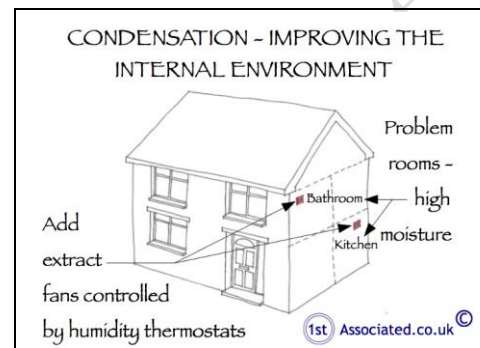 CONDENSATION - IMPROVING THE
INTERNAL ENVIRONMENT
Problem
rooms -
high
moisture
Bathroom
Kitchen
Add
extract
fans controlled
by humidity thermostats
1st Associated.co.uk ©